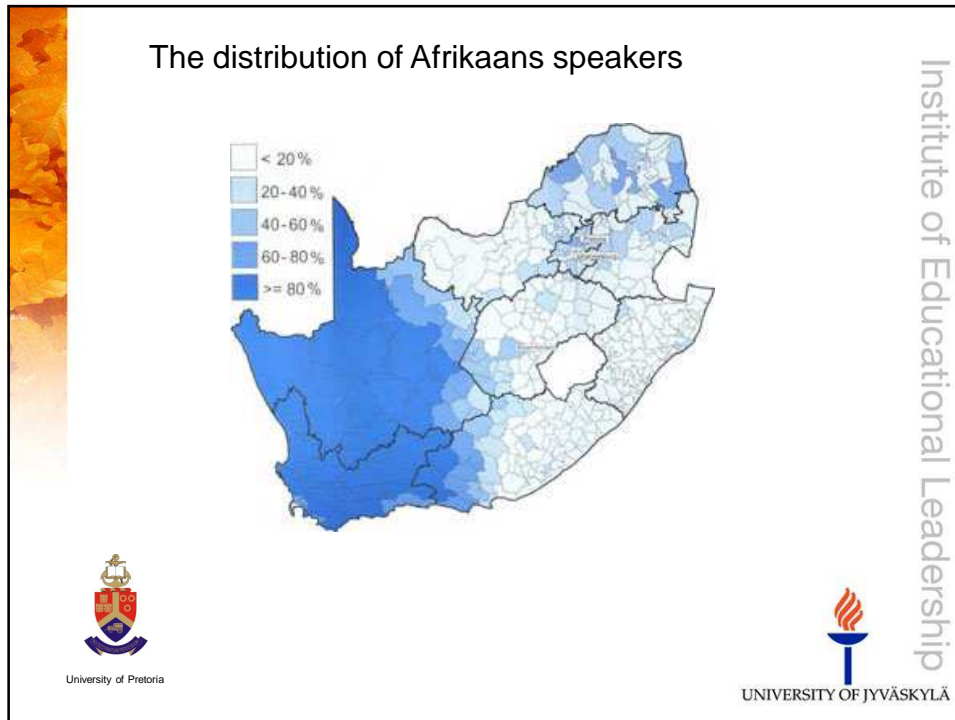 The distribution of Afrikaans speakers
< 20%
20-40%
40-60%
60-80%
>= 80%
Institute of Educational Leadership
University of Pretoria
UNIVERSITY OF JYVÄSKYLÄ